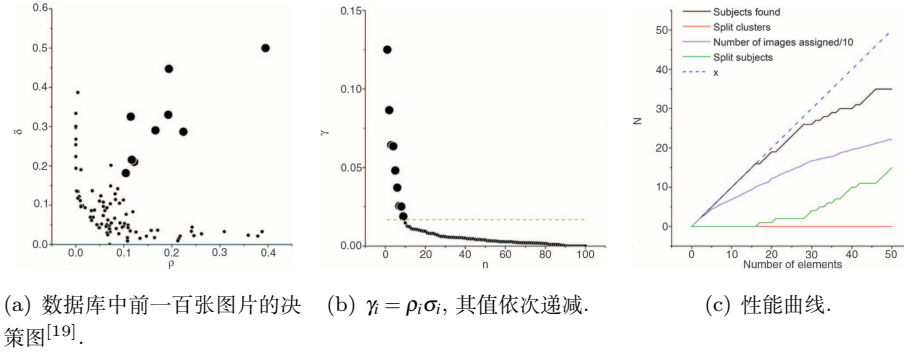 0.6
0.5
0.4
0.3
0.2
0.1
0.0
δ
0.0 0.1 0.2 0.3 0.4
ρ
0.15
0.10
0.05
0.00
γ
0 20 40 60 80 100
n
Subjects found
Split clusters
Number of images assigned/10
Split subjects
x
50
40
30
20
10
0
N
0 10 20 30 40 50
Number of elements
(a) 数据库中前一百张图片的决
策图[19].
(b) γi = ρiσi, 其值依次递减.
(c) 性能曲线.